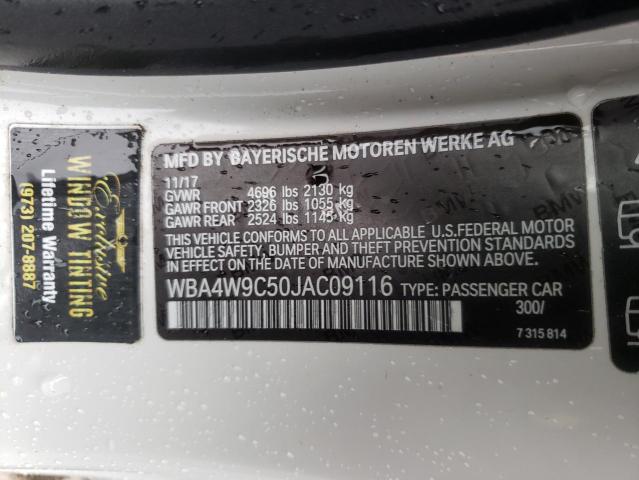 MFD BY BAYERISCHE MOTOREN WERKE AG
11/17
GVWR 4696 lbs 2130 kg
GAWR FRONT 2326 lbs 1055 kg
GAWR REAR 2524 lbs 1145 kg
THIS VEHICLE CONFORMS TO ALL APPLICABLE U.S.FEDERAL MOTOR
VEHICLE SAFETY, BUMPER AND THEFT PREVENTION STANDARDS
IN EFFECT ON THE DATE OF MANUFACTURE SHOWN ABOVE.
WBA4W9C50JAC09116 TYPE: PASSENGER CAR
300/
7 315 814
Exclusive
WINDOW TINTING
Lifetime Warranty
(973) 207-8887